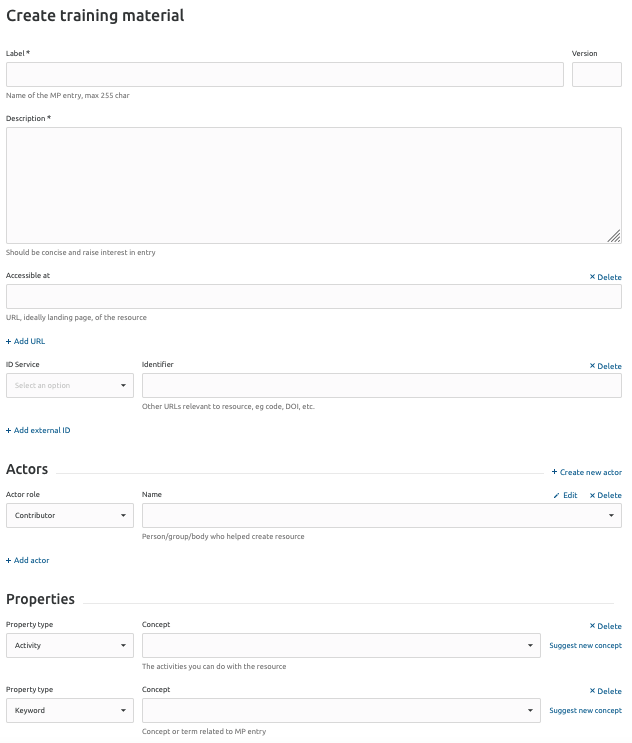 Create training material
Label * Version
Name of the MP entry, max 255 char
Description *
Should be concise and raise interest in entry
Accessible at × Delete
URL, ideally landing page, of the resource
+ Add URL
ID Service Identifier × Delete
Select an option
Other URLs relevant to resource, eg code, DOI, etc.
+ Add external ID
Actors + Create new actor
Actor role Name Edit × Delete
Contributor
Person/group/body who helped create resource
+ Add actor
Properties
Property type Concept × Delete
Activity Suggest new concept
The activities you can do with the resource
Property type Concept × Delete
Keyword Suggest new concept
Concept or term related to MP entry